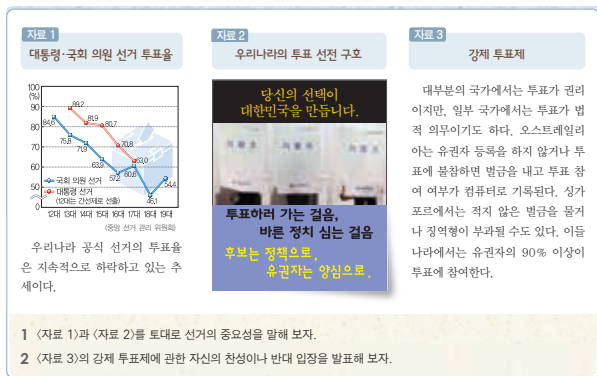 자료 1
대통령·국회 의원 선거 투표율
100
(%)
90
80
70
60
50
0
84.6
75.8
71.9
63.9
57.2
60.6
46.1
54.4
89.2
81.9
80.7
70.8
63.0
국회 의원 선거
대통령 선거
(12대는 간선제로 선출)
12대 13대 14대 15대 16대 17대 18대 19대
(중앙 선거 관리 위원회)
우리나라 공식 선거의 투표율
은 지속적으로 하락하고 있는 추
세이다.
자료 2
우리나라의 투표 선전 구호
당신의 선택이
대한민국을 만듭니다.
투표하러 가는 걸음,
바른 정치 심는 걸음
후보는 정책으로,
유권자는 양심으로.
자료 3
강제 투표제
대부분의 국가에서는 투표가 권리
이지만, 일부 국가에서는 투표가 법
적 의무이기도 하다. 오스트레일리
아는 유권자 등록을 하지 않거나 투
표에 불참하면 벌금을 내고 투표 참
여 여부가 컴퓨터로 기록된다. 싱가
포르에서는 적지 않은 벌금을 물거
나 징역형이 부과될 수도 있다. 이들
나라에서는 유권자의 90% 이상이
투표에 참여한다.
1 〈자료 1〉과 〈자료 2〉를 토대로 선거의 중요성을 말해 보자.
2 〈자료 3〉의 강제 투표제에 관한 자신의 찬성이나 반대 입장을 발표해 보자.